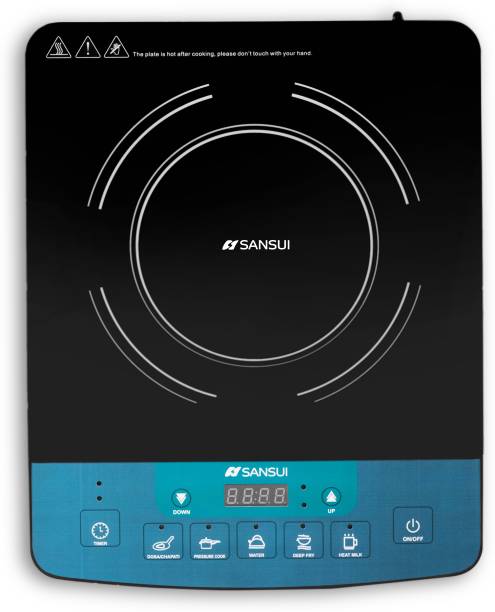 The plate is hot after cooking, please don't touch with your hand.
SANSUI
SANSUI
88:88
DOWN
UP
TIMER
DOSA/CHAPATI
PRESSURE COOK
WATER
DEEP FRY
HEAT MILK
ON/OFF